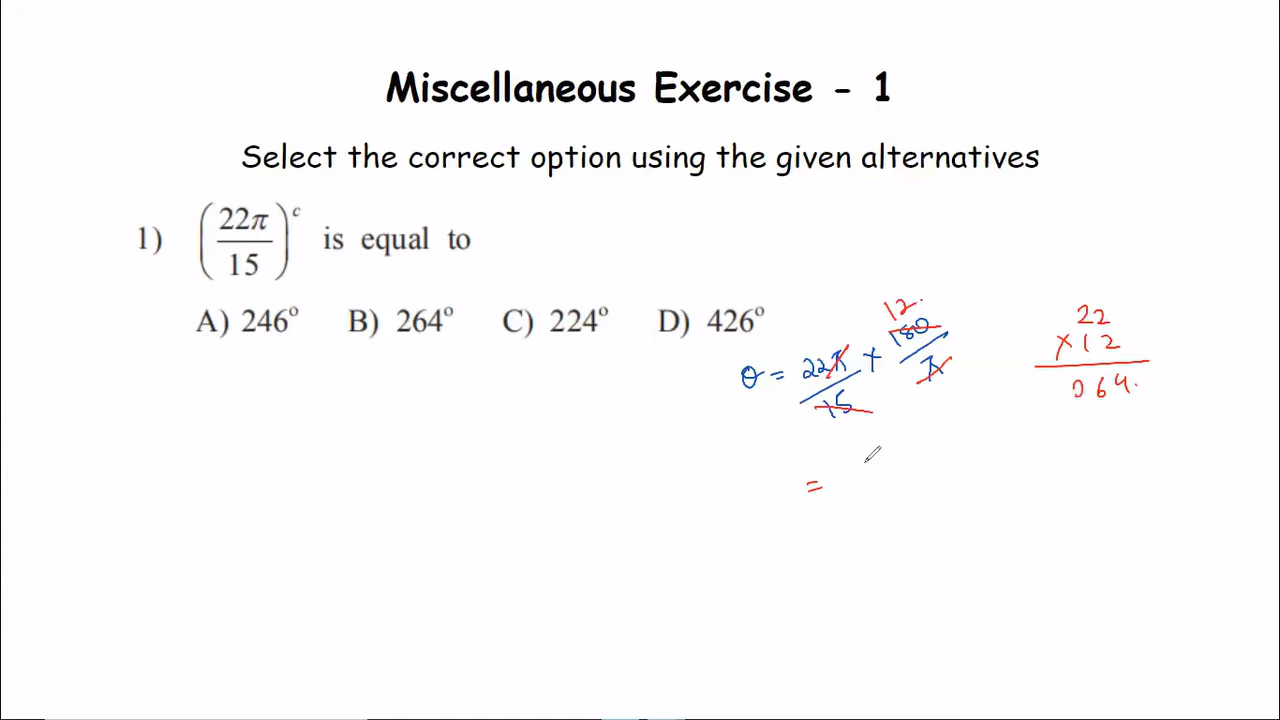 Miscellaneous Exercise - 1
Select the correct option using the given alternatives
1) (22π/15)ᶜ is equal to
A) 246° B) 264° C) 224° D) 426°
θ = 22π/15 × 180/π
12.
=
22
×12
064.